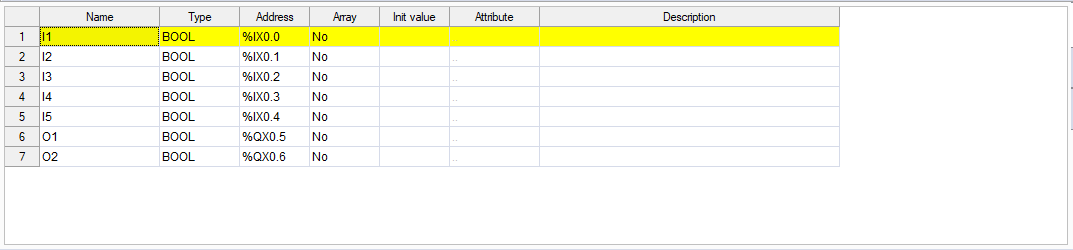 Name Type Address Array Init value Attribute Description
1 I1 BOOL %IX0.0 No ..
2 I2 BOOL %IX0.1 No ..
3 I3 BOOL %IX0.2 No ..
4 I4 BOOL %IX0.3 No ..
5 I5 BOOL %IX0.4 No ..
6 O1 BOOL %QX0.5 No ..
7 O2 BOOL %QX0.6 No ..